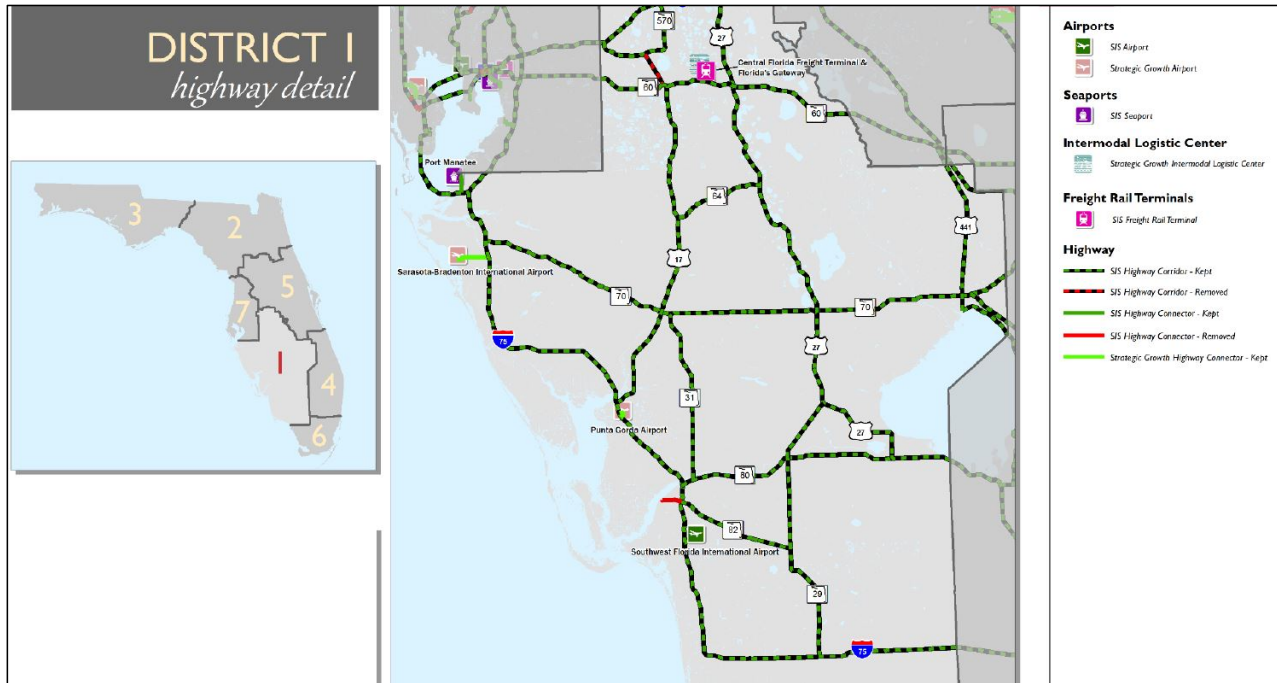 DISTRICT 1
highway detail
3
2
5
7
1
4
6
570
27
Central Florida Freight Terminal &
Florida's Gateway
60
60
Port Manatee
64
441
17
Sarasota-Bradenton International Airport
70
70
75
27
31
Punta Gorda Airport
27
80
82
Southwest Florida International Airport
29
75
Airports
SIS Airport
Strategic Growth Airport
Seaports
SIS Seaport
Intermodal Logistic Center
Strategic Growth Intermodal Logistic Center
Freight Rail Terminals
SIS Freight Rail Terminal
Highway
SIS Highway Corridor - Kept
SIS Highway Corridor - Removed
SIS Highway Connector - Kept
SIS Highway Connector - Removed
Strategic Growth Highway Connector - Kept